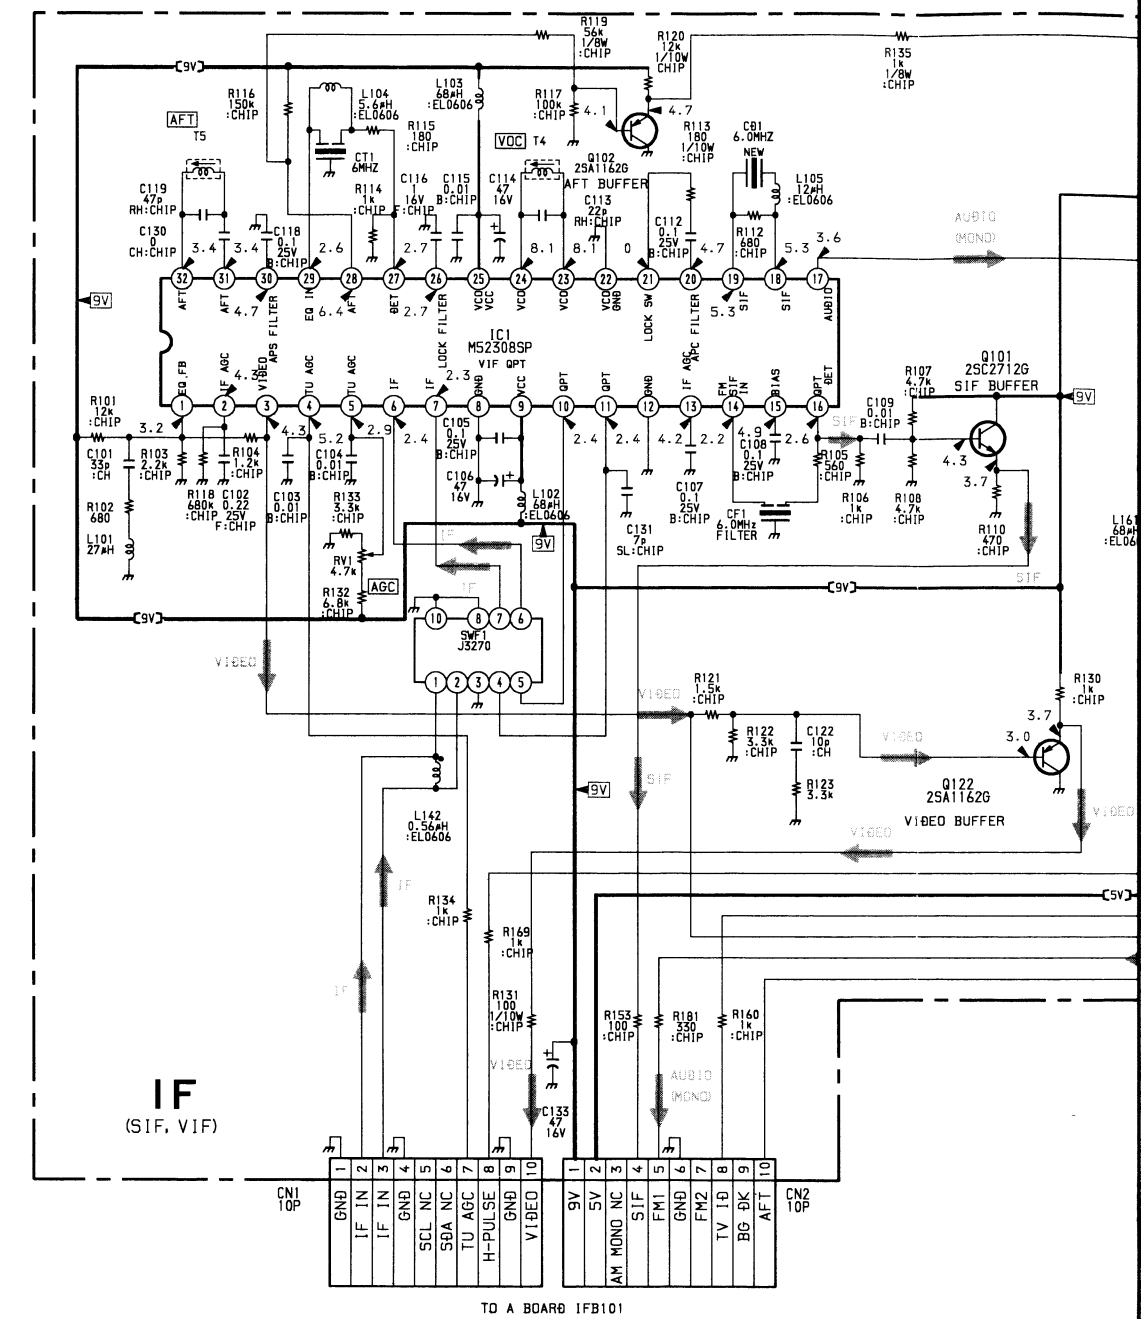 R119
56k
1/8W
:CHIP
R120
12k
1/10W
CHIP
R135
1k
1/8W
:CHIP
[9V]
R116
150k
:CHIP
L104
5.6µH
:EL0606
L103
68µH
:EL0606
R117
100k
:CHIP
4.1
4.7
R113
180
1/10W
:CHIP
CD1
6.0MHZ
NEW
AFT
T5
R115
180
:CHIP
VOC T4
CT1
6MHZ
Q102
2SA1162G
AFT BUFFER
C119
47p
RH:CHIP
R114
1k
:CHIP
C116
1
16V
F:CHIP
C115
0.01
B:CHIP
C114
47
16V
C113
22p
RH:CHIP
L105
12µH
:EL0606
C130
0
CH:CHIP
C118
0.1
25V
B:CHIP
C112
0.1
25V
B:CHIP
R112
680
:CHIP
AUDIO
(MONO)
3.4
3.4
2.6
2.7
8.1
8.1
0
4.7
5.3
3.6
32 31 30 29 28 27 26 25 24 23 22 21 20 19 18 17
9V
AFT
AFT
4.7
APS FILTER
EQ IN
6.4
AFT
DET
2.7
LOCK FILTER
VCO
VCC
VCO
VCO
VCO
GND
LOCK SW
APC FILTER
5.3
SIF
SIF
AUDIO
IC1
M52308SP
VIF QPT
EQ FB
IF AGC
4.3
VIDEO
TU AGC
TU AGC
IF
IF
2.3
GND
VCC
QPT
QPT
GND
IF AGC
FM
SIF
IN
BIAS
QPT
DET
1 2 3 4 5 6 7 8 9 10 11 12 13 14 15 16
Q101
2SC2712G
SIF BUFFER
R107
4.7k
:CHIP
9V
R101
12k
:CHIP
3.2
4.3
5.2
2.9
2.4
C105
0.1
25V
B:CHIP
2.4
2.4
4.2
2.2
4.9
2.6
SIF
C109
0.01
B:CHIP
4.3
3.7
C101
33p
:CH
R103
2.2k
:CHIP
R104
1.2k
:CHIP
C104
0.01
B:CHIP
C106
47
16V
C108
0.1
25V
B:CHIP
R105
560
:CHIP
R102
680
R118
680k
:CHIP
C102
0.22
25V
F:CHIP
C103
0.01
B:CHIP
R133
3.3k
:CHIP
L102
68µH
:EL0606
C107
0.1
25V
B:CHIP
CF1
6.0MHz
FILTER
R106
1k
:CHIP
R108
4.7k
:CHIP
R110
470
:CHIP
L101
27µH
C131
7p
SL:CHIP
L161
68µH
:EL06
IF
9V
RV1
4.7k
AGC
IF
SIF
R132
6.8k
:CHIP
[9V]
[9V]
10 8 7 6
SWF1
J3270
1 2 3 4 5
VIDEO
VIDEO
R121
1.5k
:CHIP
R130
1k
:CHIP
R122
3.3k
:CHIP
C122
10p
:CH
VIDEO
3.7
3.0
SIF
9V
R123
3.3k
Q122
2SA1162G
VIDEO BUFFER
L142
0.56µH
:EL0606
VIDEO
VIDEO
IF
R134
1k
:CHIP
[5V]
R169
1k
:CHIP
IF
R131
100
1/10W
:CHIP
R153
100
:CHIP
R181
330
:CHIP
R160
1k
:CHIP
VIDEO
AUDIO
(MONO)
C133
47
16V
IF
(SIF, VIF)
CN1
10P
1 GND
2 IF IN
3 IF IN
4 GND
5 SCL NC
6 SDA NC
7 TU AGC
8 H-PULSE
9 GND
10 VIDEO
1 9V
2 5V
3 AM MONO NC
4 SIF
5 FM1
6 GND
7 FM2
8 TV ID
9 BG DK
10 AFT
CN2
10P
TO A BOARD IFB101